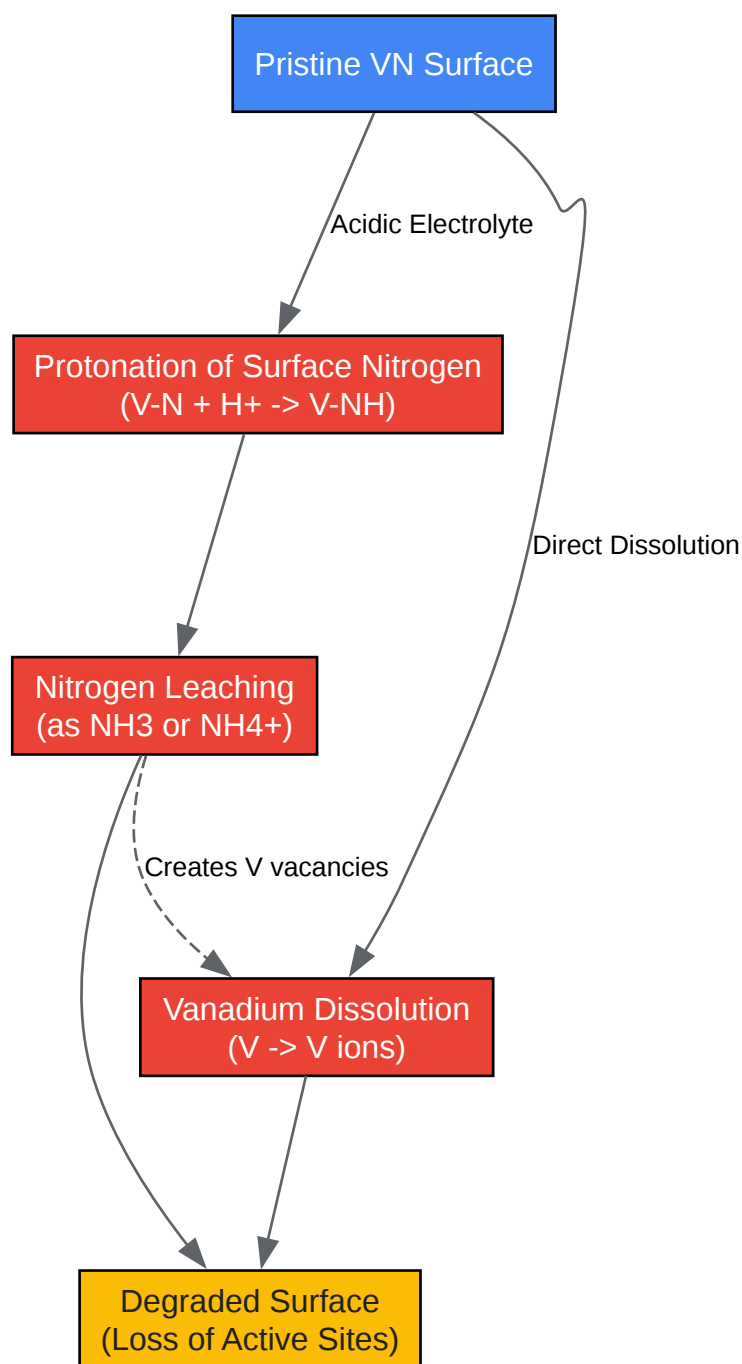 Pristine VN Surface
Acidic Electrolyte
Protonation of Surface Nitrogen
(V-N + H+ -> V-NH)
Direct Dissolution
Nitrogen Leaching
(as NH3 or NH4+)
Creates V vacancies
Vanadium Dissolution
(V -> V ions)
Degraded Surface
(Loss of Active Sites)